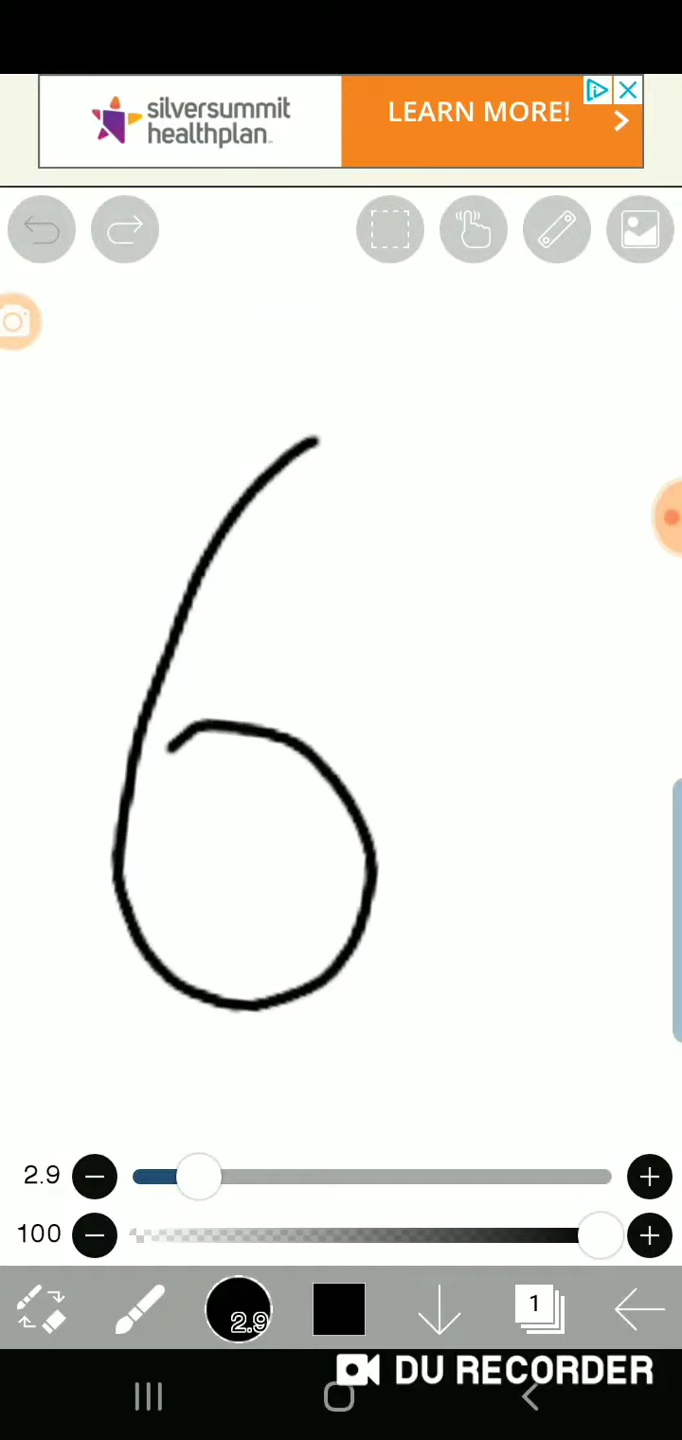 silversummit
healthplan
LEARN MORE!
6
2.9
100
2.9
1
DU RECORDER